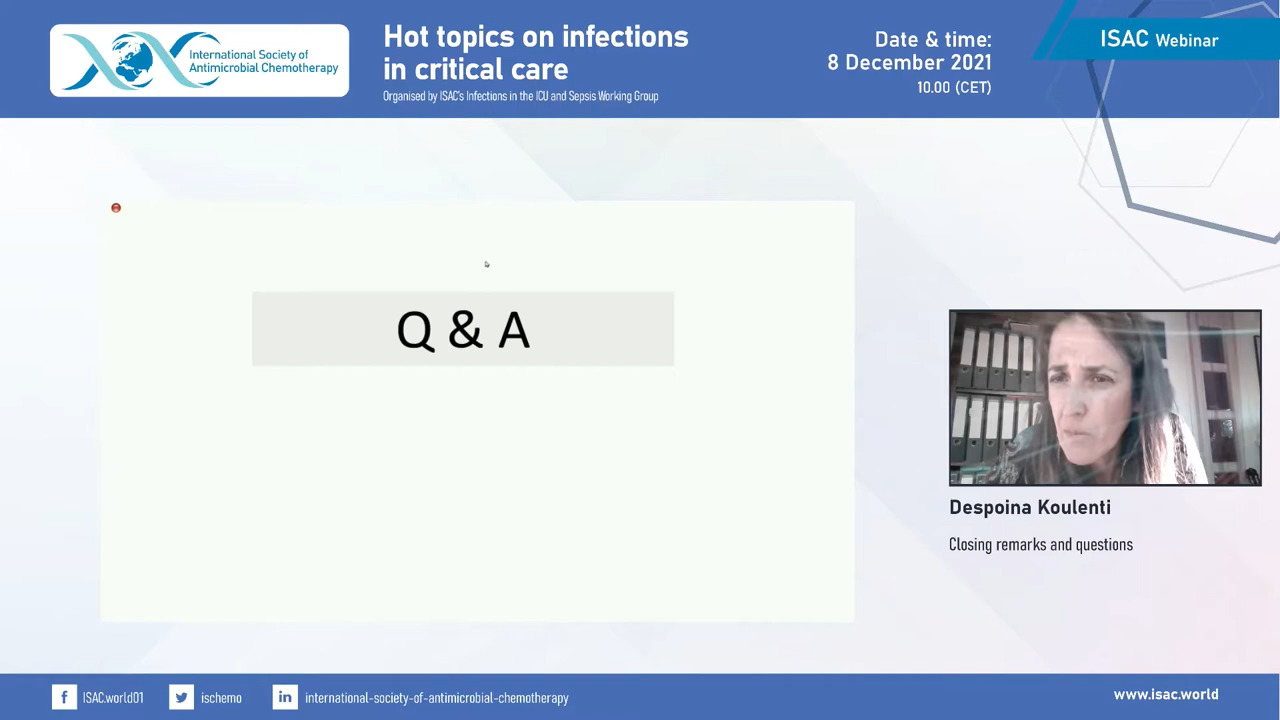 International Society of
Antimicrobial Chemotherapy
Hot topics on infections
in critical care
Organised by ISAC's Infections in the ICU and Sepsis Working Group
Date & time:
8 December 2021
10.00 (CET)
ISAC Webinar
Q & A
Despoina Koulenti
Closing remarks and questions
f ISAC.world01
ischemo
in international-society-of-antimicrobial-chemotherapy
www.isac.world